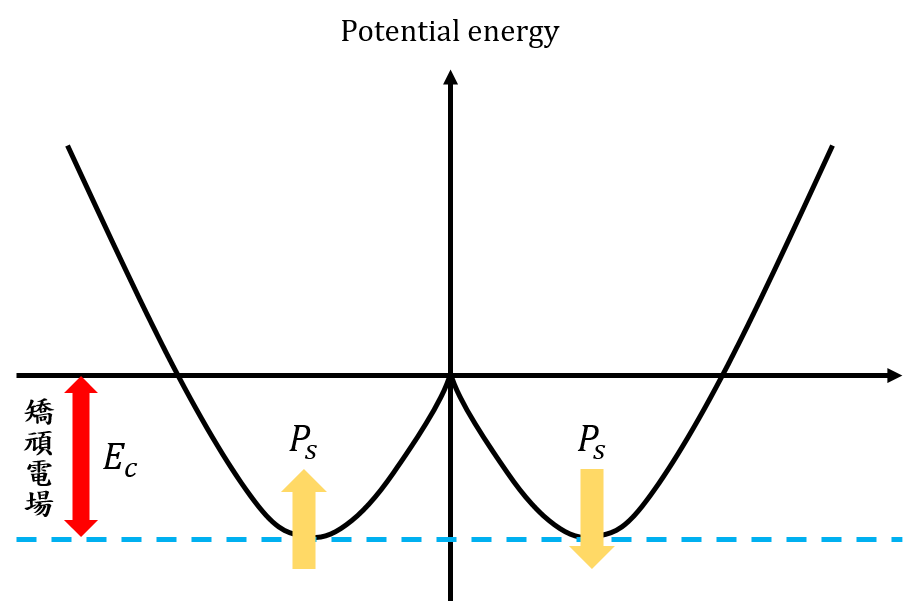 Potential energy
矯頑電場
E_c
P_s
P_s